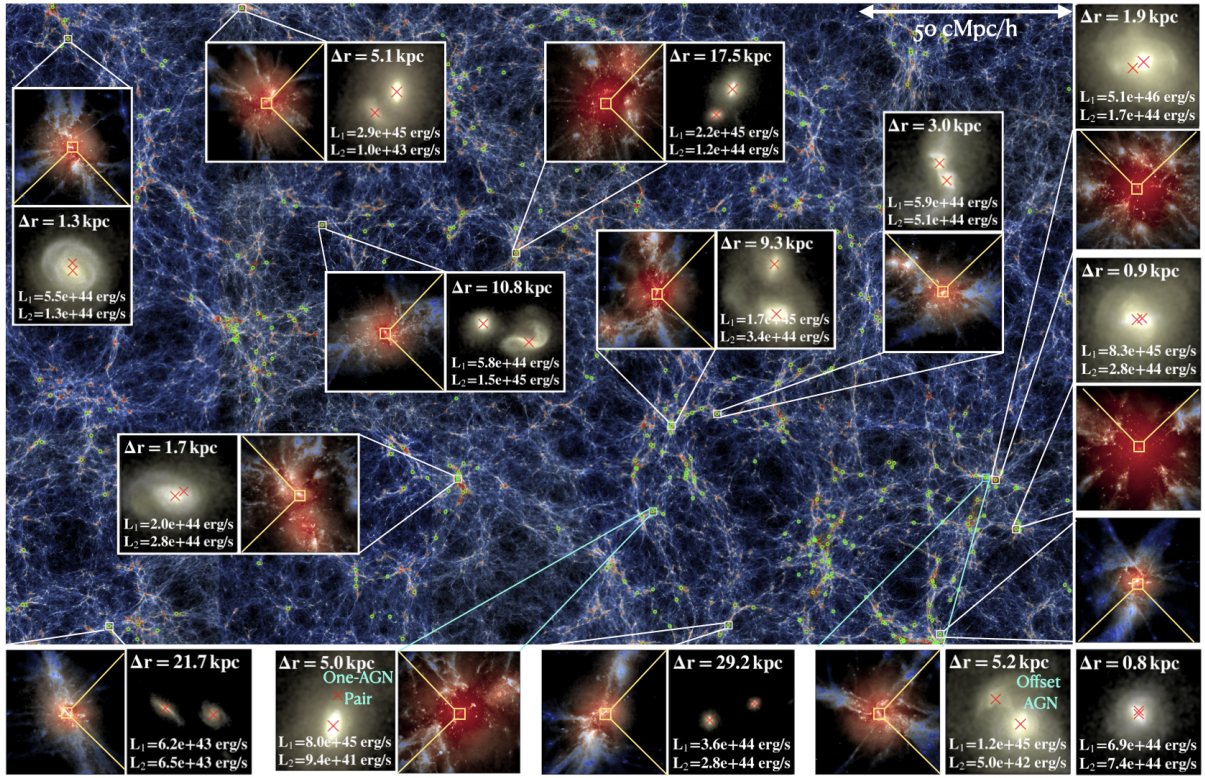 50 cMpc/h
Δr = 5.1 kpc
L₁=2.9e+45 erg/s
L₂=1.0e+43 erg/s
Δr = 17.5 kpc
L₁=2.2e+45 erg/s
L₂=1.2e+44 erg/s
Δr = 1.9 kpc
L₁=5.1e+46 erg/s
L₂=1.7e+44 erg/s
Δr = 3.0 kpc
L₁=5.9e+44 erg/s
L₂=5.1e+44 erg/s
Δr = 1.3 kpc
L₁=5.5e+44 erg/s
L₂=1.3e+44 erg/s
Δr = 9.3 kpc
L₁=1.7e+45 erg/s
L₂=3.4e+44 erg/s
Δr = 10.8 kpc
L₁=5.8e+44 erg/s
L₂=1.5e+45 erg/s
Δr = 0.9 kpc
L₁=8.3e+45 erg/s
L₂=2.8e+44 erg/s
Δr = 1.7 kpc
L₁=2.0e+44 erg/s
L₂=2.8e+44 erg/s
Δr = 21.7 kpc
L₁=6.2e+43 erg/s
L₂=6.5e+43 erg/s
Δr = 5.0 kpc
One-AGN
Pair
L₁=8.0e+45 erg/s
L₂=9.4e+41 erg/s
Δr = 29.2 kpc
L₁=3.6e+44 erg/s
L₂=2.8e+44 erg/s
Δr = 5.2 kpc
Offset
AGN
L₁=1.2e+45 erg/s
L₂=5.0e+42 erg/s
Δr = 0.8 kpc
L₁=6.9e+44 erg/s
L₂=7.4e+44 erg/s